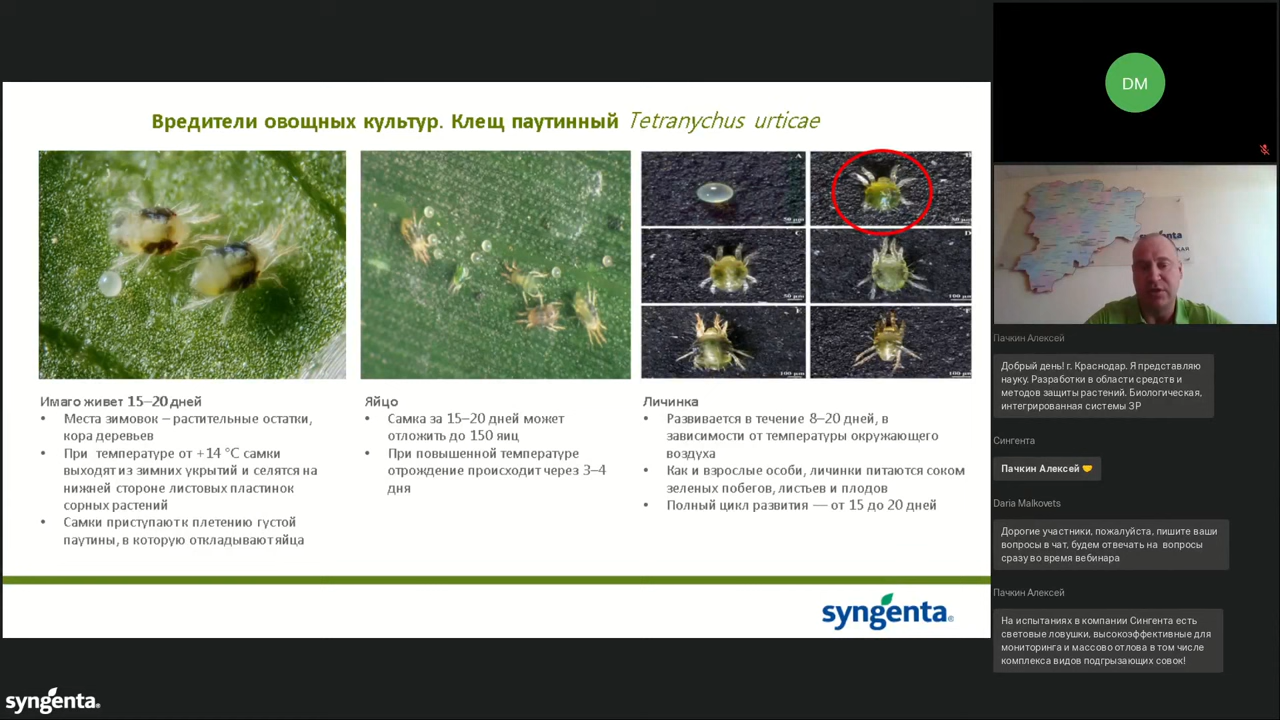 Вредители овощных культур. Клещ паутинный Tetranychus urticae
Имаго живет 15–20 дней
• Места зимовок – растительные остатки,
кора деревьев
• При температуре от +14 °C самки
выходят из зимних укрытий и селятся на
нижней стороне листовых пластинок
сорных растений
• Самки приступают к плетению густой
паутины, в которую откладывают яйца
Яйцо
• Самка за 15–20 дней может
отложить до 150 яиц
• При повышенной температуре
отрождение происходит через 3–4
дня
Личинка
• Развивается в течение 8–20 дней, в
зависимости от температуры окружающего
воздуха
• Как и взрослые особи, личинки питаются соком
зеленых побегов, листьев и плодов
• Полный цикл развития — от 15 до 20 дней
syngenta®
syngenta.
DM
Пачкин Алексей
Добрый день! г. Краснодар. Я представляю
науку. Разработки в области средств и
методов защиты растений. Биологическая,
интегрированная системы ЗР
Сингента
Пачкин Алексей 🤝
Daria Malkovets
Дорогие участники, пожалуйста, пишите ваши
вопросы в чат, будем отвечать на вопросы
сразу во время вебинара
Пачкин Алексей
На испытаниях в компании Сингента есть
световые ловушки, высокоэффективные для
мониторинга и массово отлова в том числе
комплекса видов подгрызающих совок!